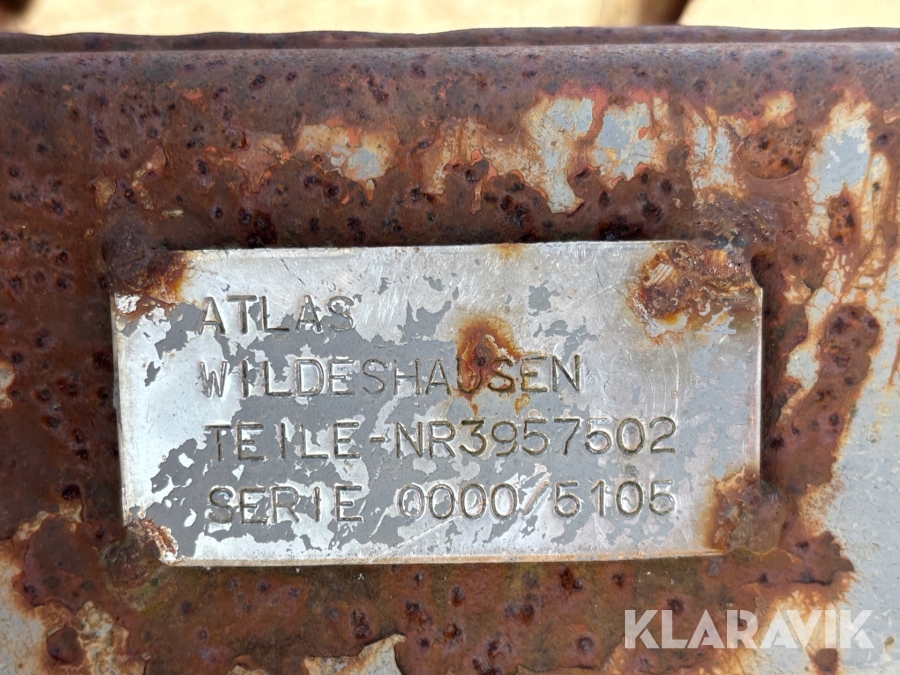 ATLAS
WILDESHAUSEN
TEILE-NR3957502
SERIE 0000/5105
KLARAVIK